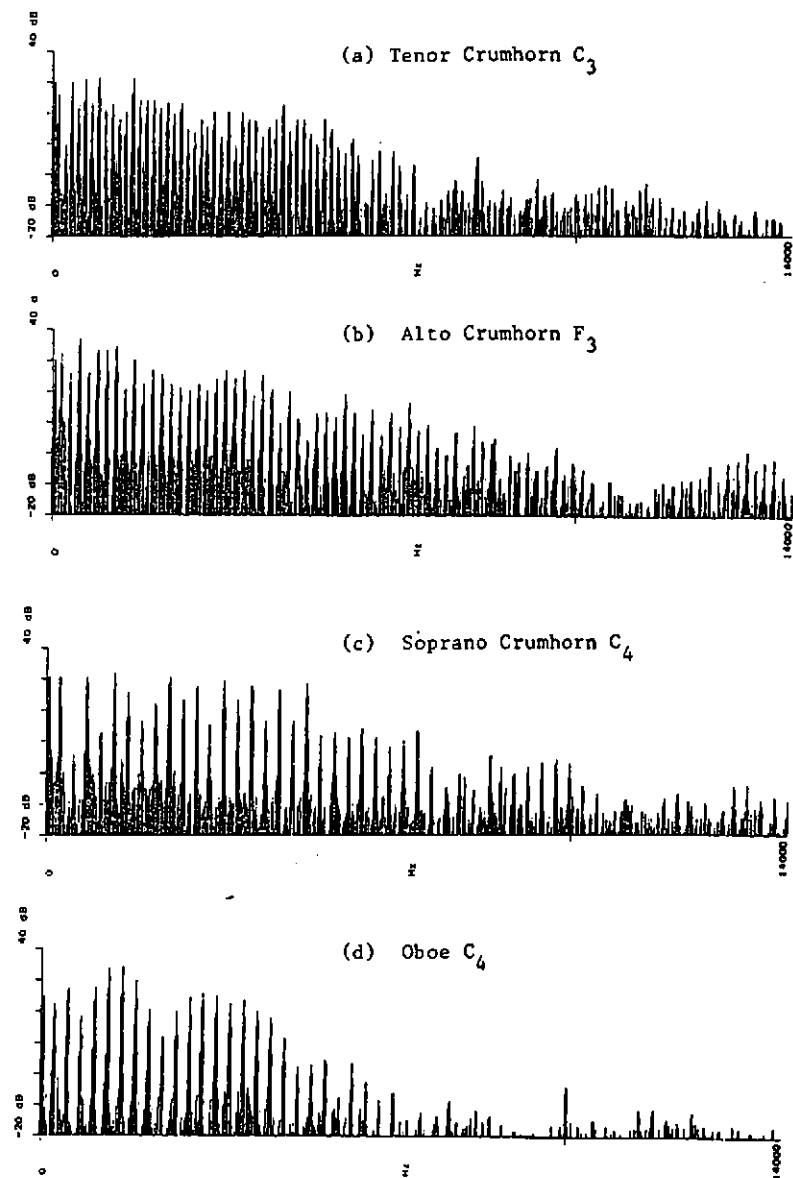 (a) Tenor Crumhorn C3
40 dB
-20 dB
0
Hz
14000
(b) Alto Crumhorn F3
40 d
-20 dB
0
Hz
14000
(c) Soprano Crumhorn C4
40 dB
-20 dB
0
Hz
14000
(d) Oboe C4
40 dB
-20 dB
0
Hz
14000